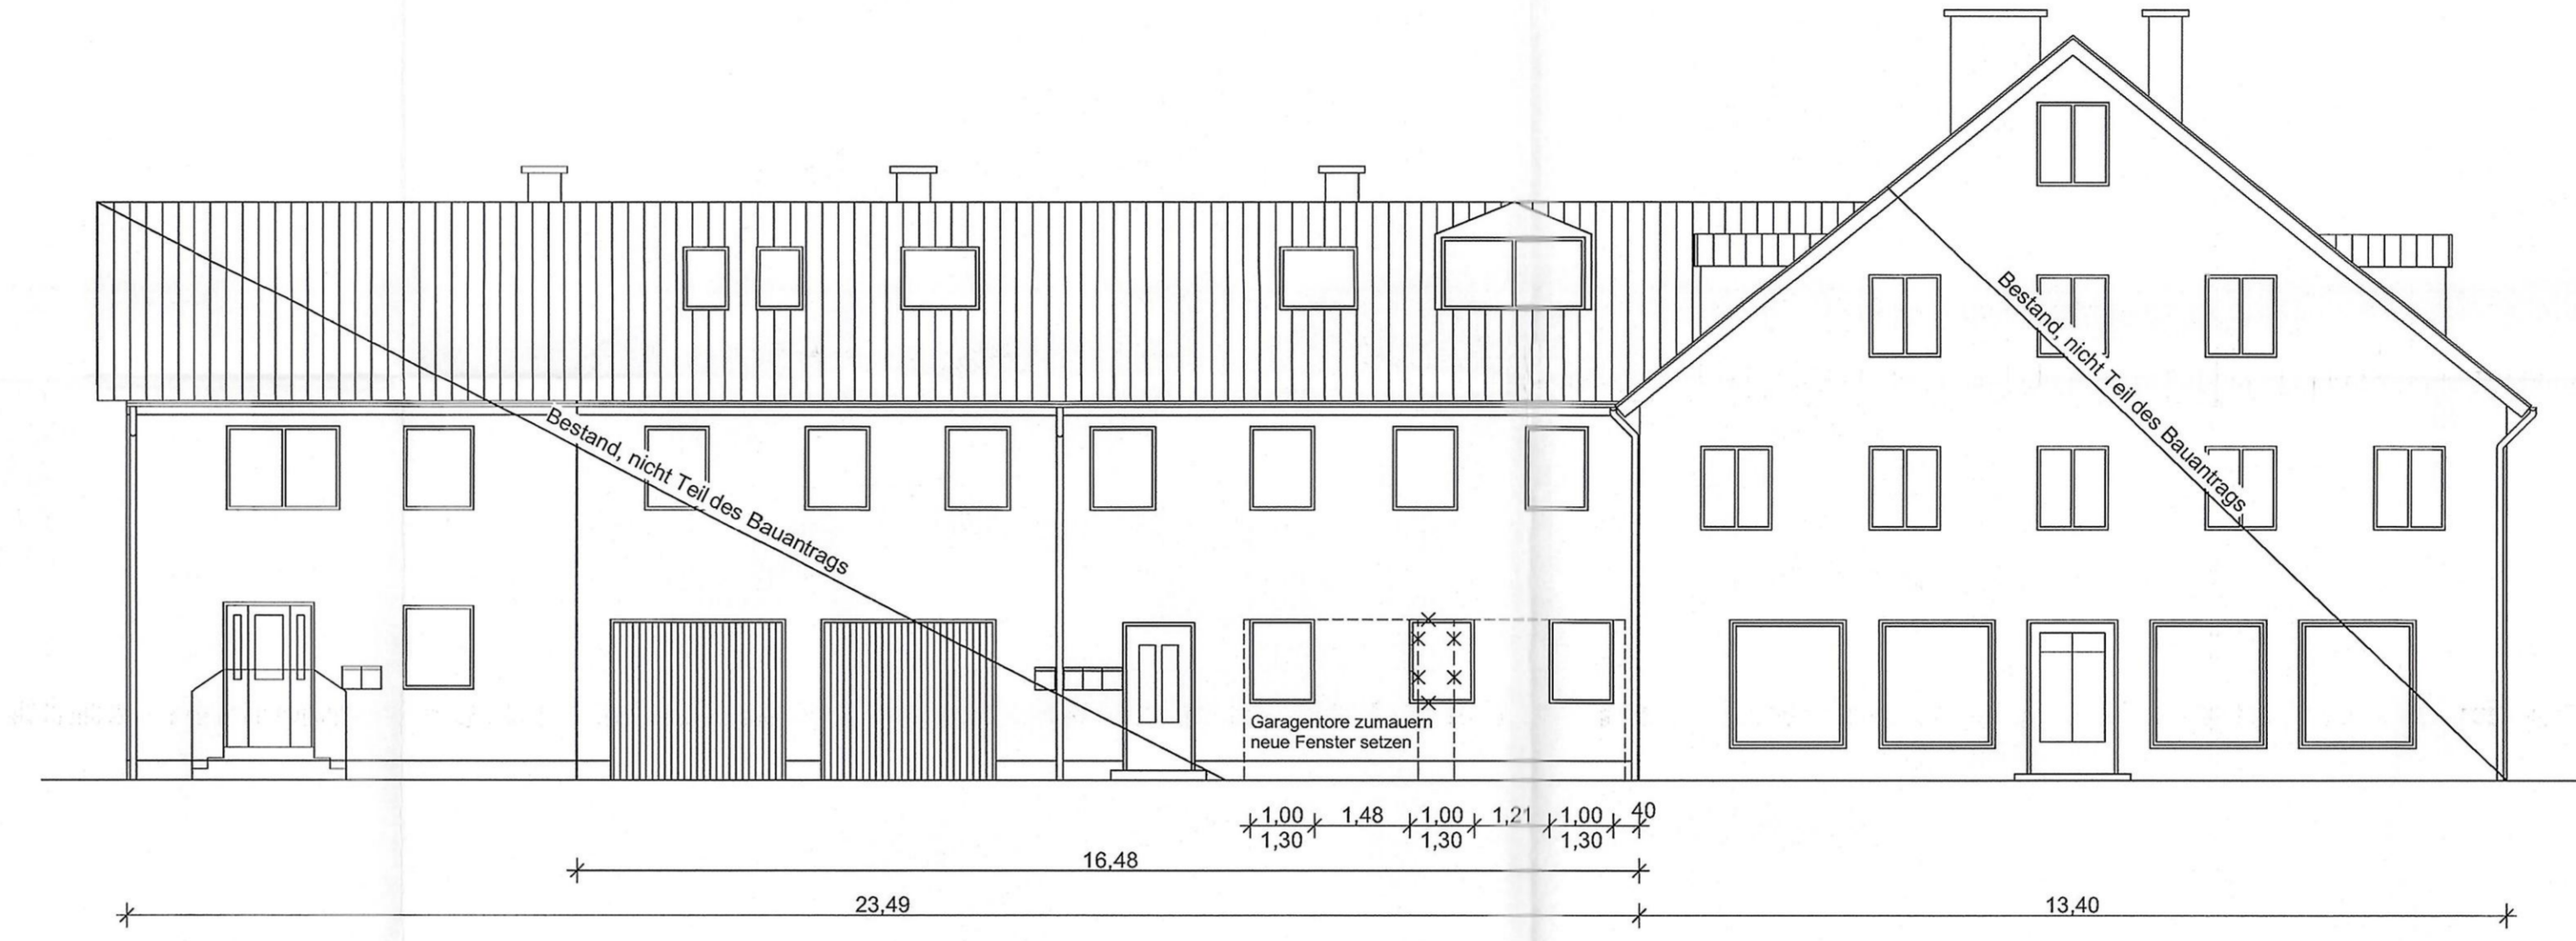 Bestand, nicht Teil des Bauantrags
Bestand, nicht Teil des Bauantrags
Garagentore zumauern
neue Fenster setzen
1,00 1,48 1,00 1,21 1,00 40
1,30 1,30 1,30
16,48
23,49 13,40